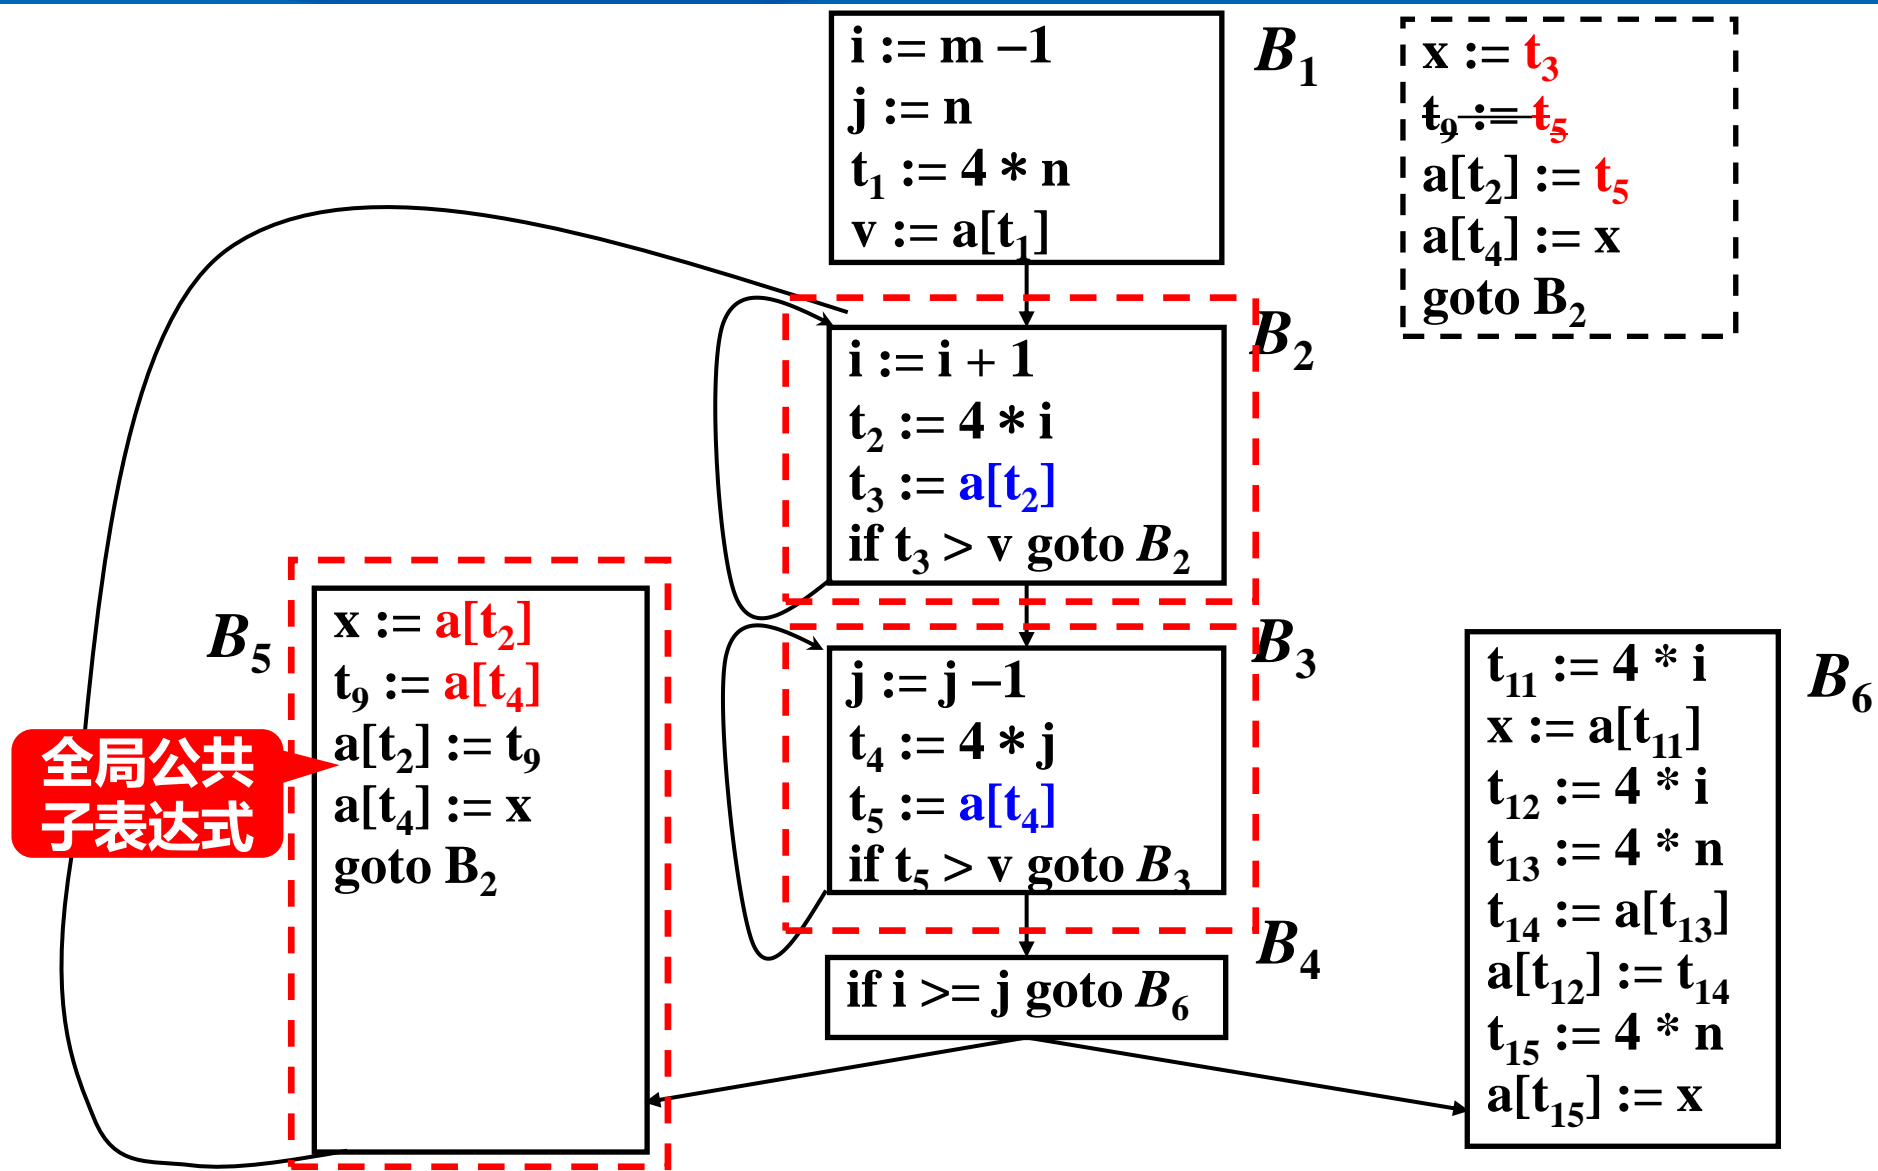 i := m –1
j := n
t₁ := 4 * n
v := a[t₁]
B₁
x := t₃
t₉ := t₅
a[t₂] := t₅
a[t₄] := x
goto B₂
B₂
i := i + 1
t₂ := 4 * i
t₃ := a[t₂]
if t₃ > v goto B₂
B₃
j := j –1
t₄ := 4 * j
t₅ := a[t₄]
if t₅ > v goto B₃
B₄
if i >= j goto B₆
B₅
x := a[t₂]
t₉ := a[t₄]
a[t₂] := t₉
a[t₄] := x
goto B₂
全局公共
子表达式
B₆
t₁₁ := 4 * i
x := a[t₁₁]
t₁₂ := 4 * i
t₁₃ := 4 * n
t₁₄ := a[t₁₃]
a[t₁₂] := t₁₄
t₁₅ := 4 * n
a[t₁₅] := x